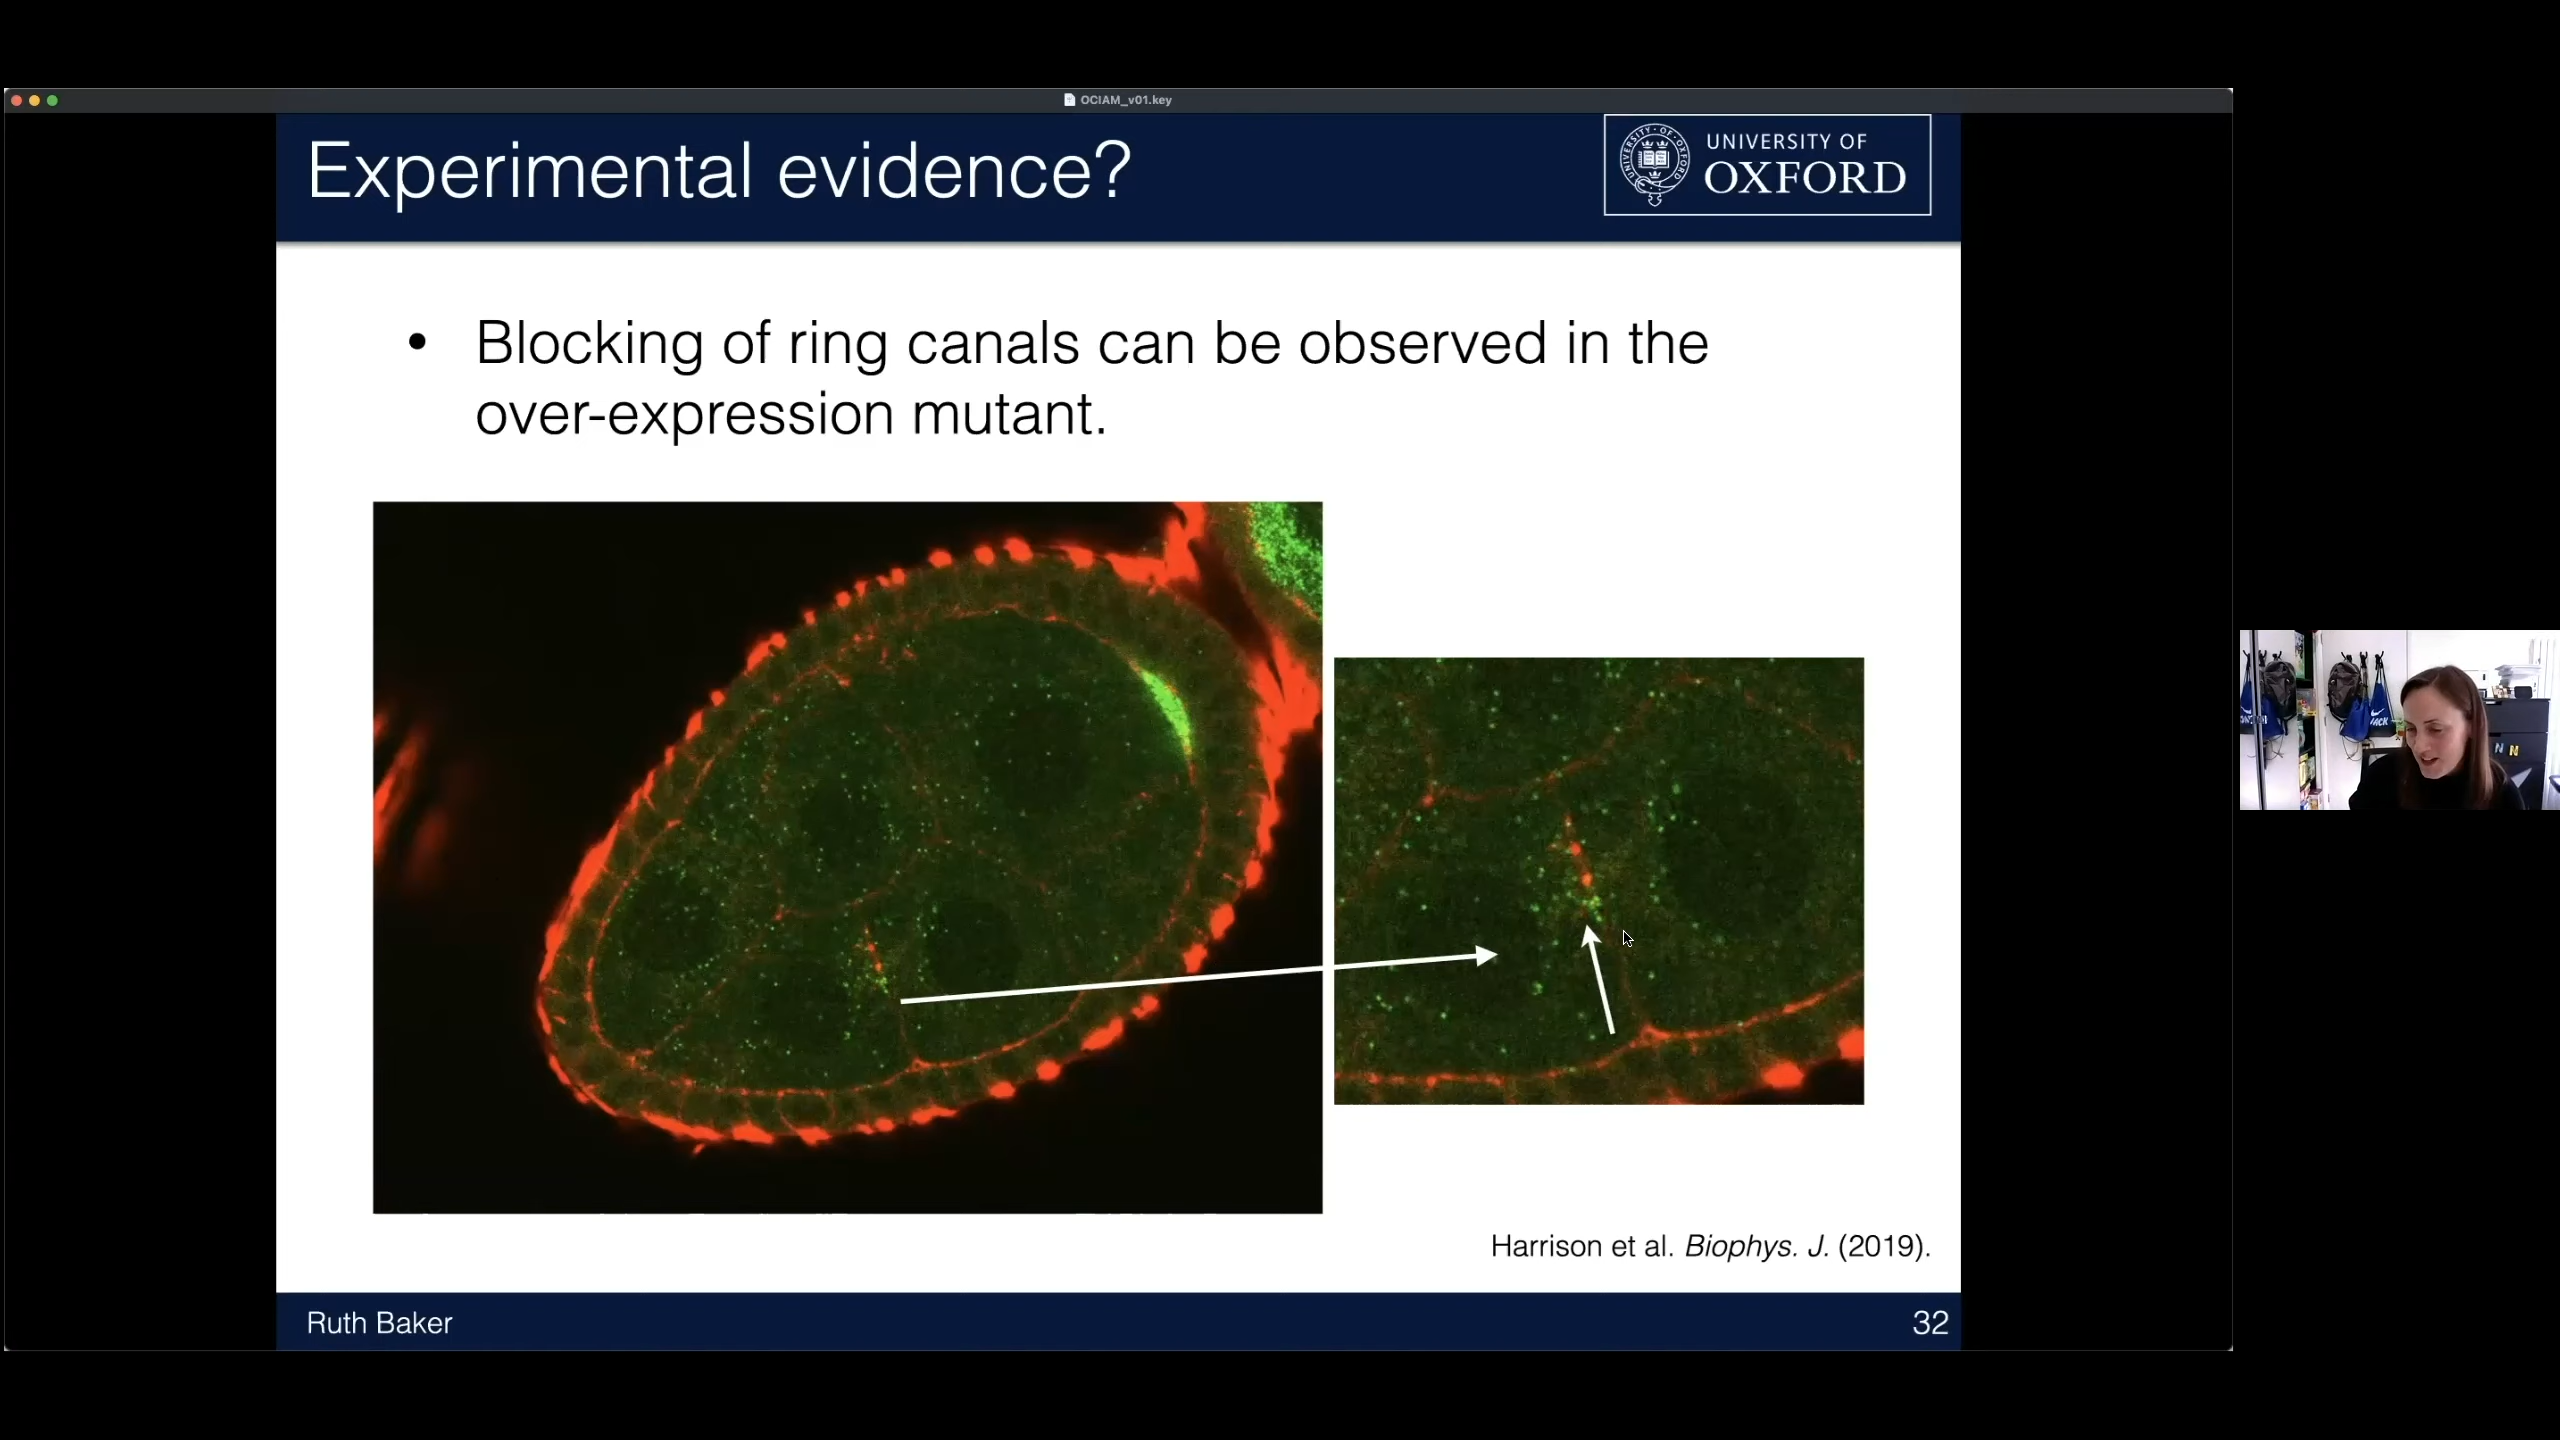 OCIAM_v01.key
Experimental evidence?
UNIVERSITY OF
OXFORD
• Blocking of ring canals can be observed in the
over-expression mutant.
Harrison et al. Biophys. J. (2019).
Ruth Baker
32
JACK
N N